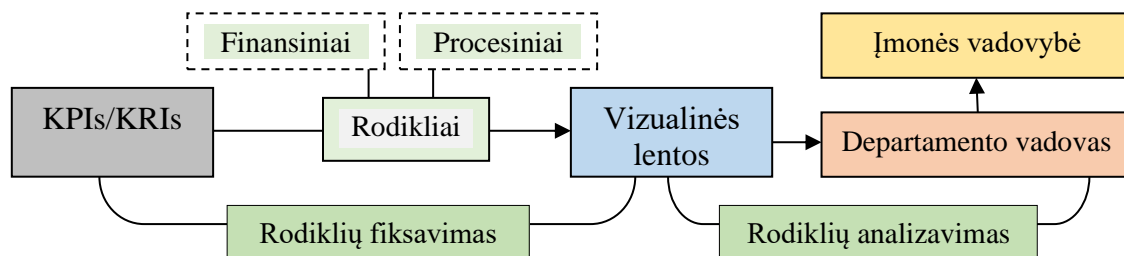 Finansiniai
Procesiniai
Įmonės vadovybė
KPIs/KRIs
Rodikliai
Vizualinės
lentos
Departamento vadovas
Rodiklių fiksavimas
Rodiklių analizavimas